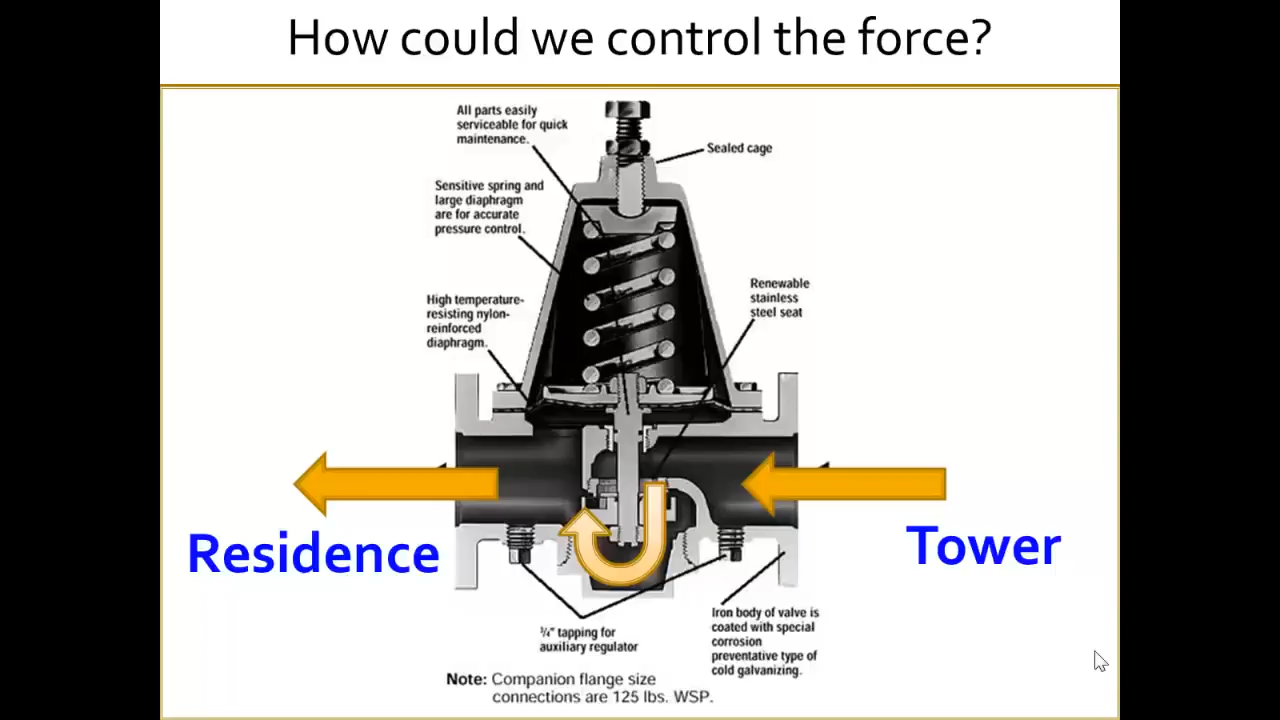 How could we control the force?
All parts easily
serviceable for quick
maintenance.
Sealed cage
Sensitive spring and
large diaphragm
are for accurate
pressure control.
High temperature-
resisting nylon-
reinforced
diaphragm.
Renewable
stainless
steel seat
Residence
Tower
¾" tapping for
auxiliary regulator
Iron body of valve is
coated with special
corrosion
preventative type of
cold galvanizing.
Note: Companion flange size
connections are 125 lbs. WSP.